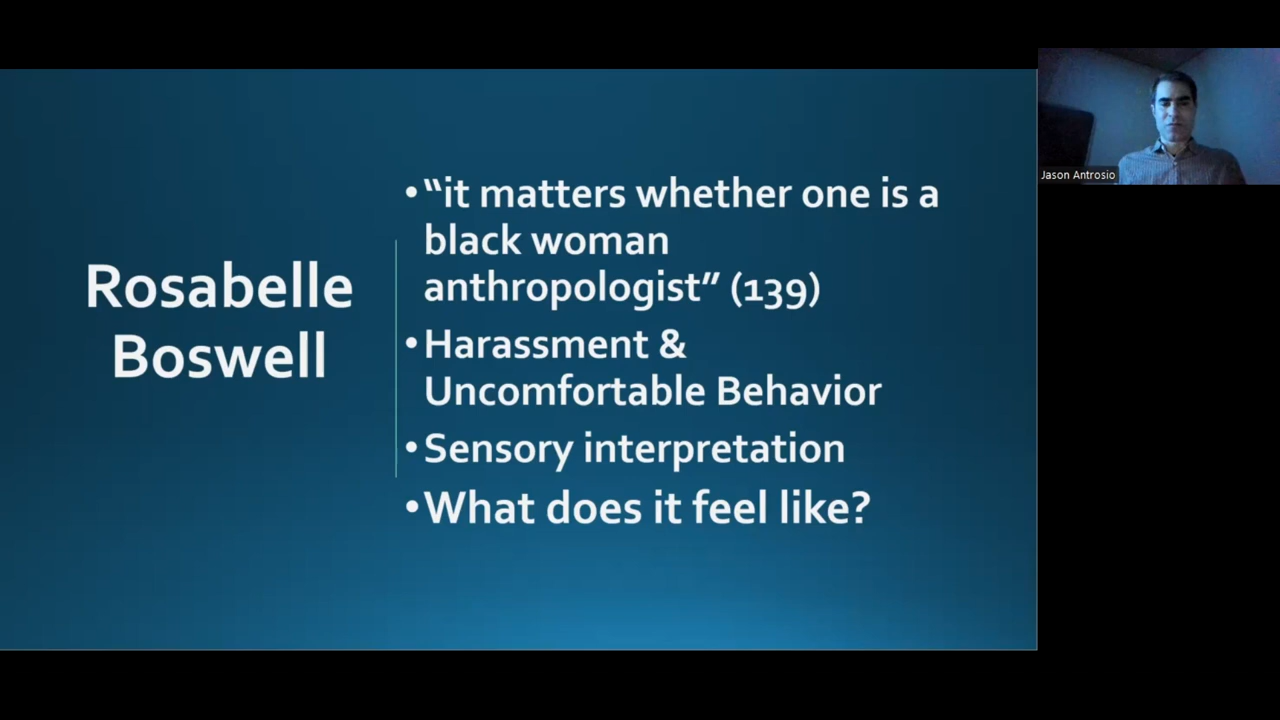 Rosabelle
Boswell
• “it matters whether one is a
black woman
anthropologist” (139)
• Harassment &
Uncomfortable Behavior
• Sensory interpretation
• What does it feel like?
Jason Antrosio